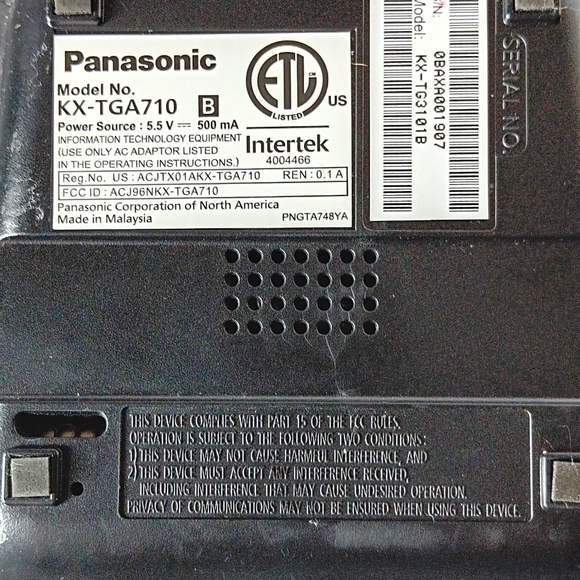 Panasonic
Model No.
KX-TGA710 B
Power Source : 5.5 V ⎓ 500 mA
INFORMATION TECHNOLOGY EQUIPMENT
(USE ONLY AC ADAPTOR LISTED
IN THE OPERATING INSTRUCTIONS.)
ETL CM
LISTED
US
Intertek
4004466
Reg.No. US : ACJTX01AKX-TGA710 REN : 0.1 A
FCC ID : ACJ96NKX-TGA710
Panasonic Corporation of North America
Made in Malaysia PNGTA748YA
S/N:
0BAXA001907
Model: KX-TG3101B
SERIAL NO.
THIS DEVICE COMPLIES WITH PART 15 OF THE FCC RULES.
OPERATION IS SUBJECT TO THE FOLLOWING TWO CONDITIONS:
1) THIS DEVICE MAY NOT CAUSE HARMFUL INTERFERENCE, AND
2) THIS DEVICE MUST ACCEPT ANY INTERFERENCE RECEIVED,
INCLUDING INTERFERENCE THAT MAY CAUSE UNDESIRED OPERATION.
PRIVACY OF COMMUNICATIONS MAY NOT BE ENSURED WHEN USING THIS DEVICE.